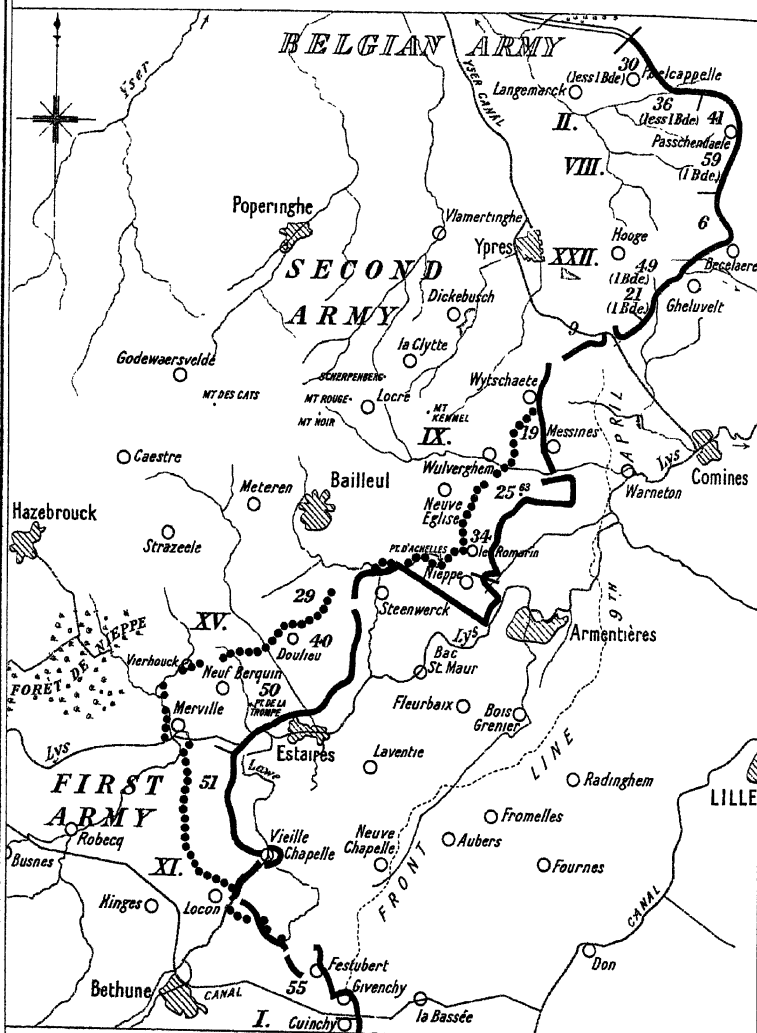 BELGIAN ARMY
Yser
YSER CANAL
30
(less 1 Bde)
Poelcappelle
Langemarck
36
(less 1 Bde)
41
II.
Passchendaele
59
(1 Bde.)
VIII.
Poperinghe
Vlamertinghe
6
Ypres
Hooge
XXII.
Becelaere
49
(1 Bde)
SECOND
ARMY
21
(1 Bde.)
Gheluvelt
Dickebusch
9
la Clytte
Godewaersvelde
SCHERPENBERG
MT DES CATS
MT ROUGE
Locre
MT NOIR
MT KEMMEL
Wytschaete
19
IX.
Messines
APRIL
Lys
Caestre
Wulverghem
Comines
Warneton
Bailleul
Meteren
Neuve
Eglise
25.
63
Hazebrouck
Strazeele
34
PT. D'ACHELLES
le Romarin
Nieppe
29
Steenwerck
9TH
XV.
40
Doulieu
Lys
Armentières
FORÊT DE NIEPPE
Vierhouck
Bac
St. Maur
Neuf Berquin
50
PT. DE LA
TROMPE
Fleurbaix
Bois
Grenier
Merville
Estaires
Lys
Lawe
Laventie
LINE
FIRST
ARMY
51
Radinghem
LILLE
Fromelles
Robecq
Aubers
Vieille
Chapelle
Neuve
Chapelle
Busnes
XI.
Fournes
FRONT
Hinges
Locon
CANAL
Don
Festubert
55
Givenchy
Bethune
CANAL
la Bassée
I.
Cuinchy